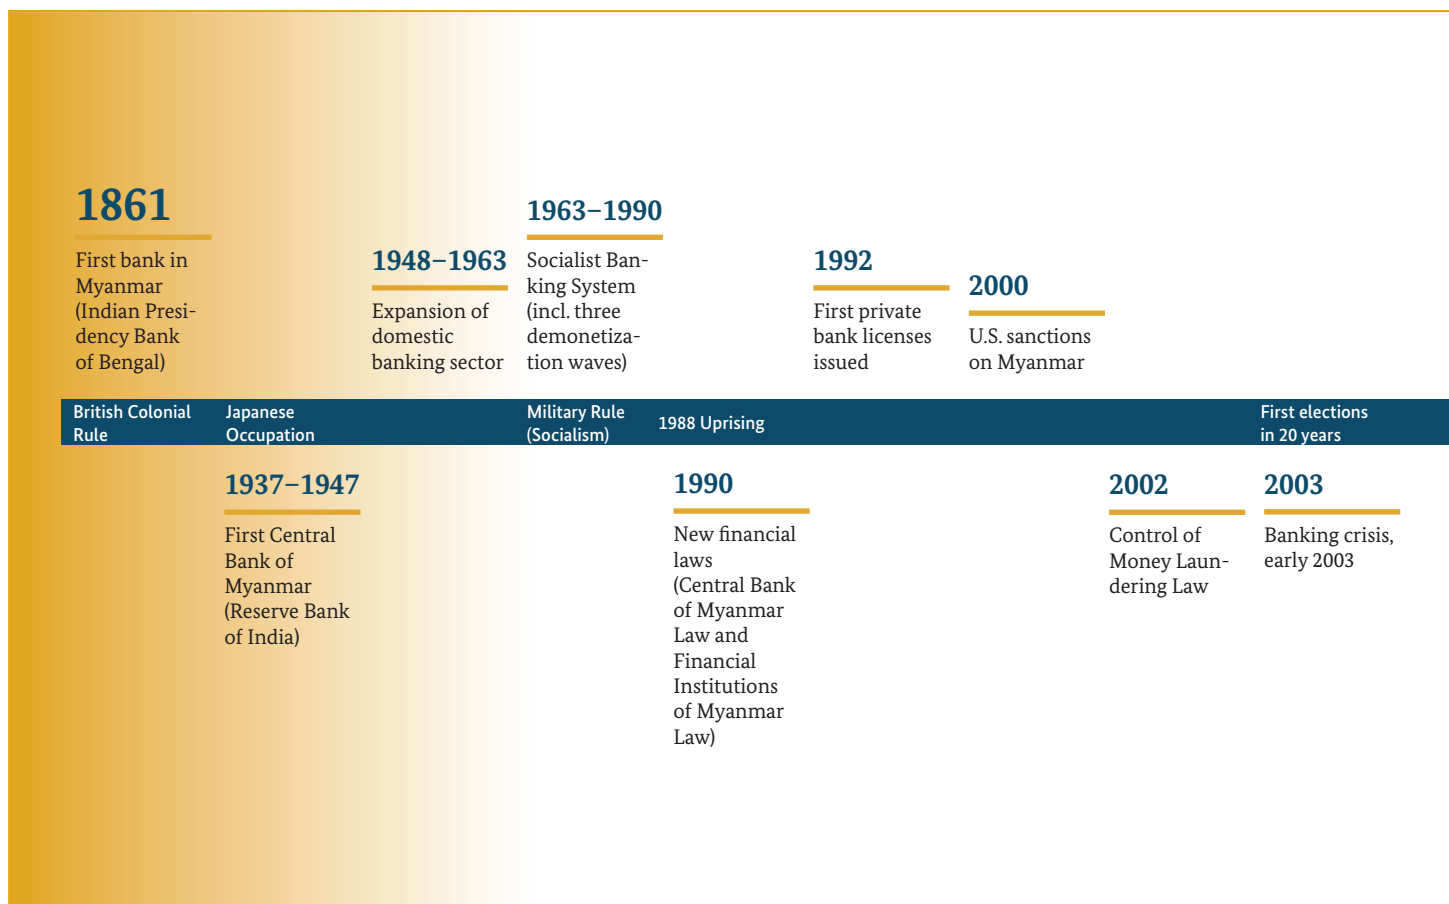 1861
First bank in
Myanmar
(Indian Presi-
dency Bank
of Bengal)
1948–1963
Expansion of
domestic
banking sector
1963–1990
Socialist Ban-
king System
(incl. three
demonetiza-
tion waves)
1992
First private
bank licenses
issued
2000
U.S. sanctions
on Myanmar
British Colonial
Rule
Japanese
Occupation
Military Rule
(Socialism)
1988 Uprising
First elections
in 20 years
1937–1947
First Central
Bank of
Myanmar
(Reserve Bank
of India)
1990
New financial
laws
(Central Bank
of Myanmar
Law and
Financial
Institutions
of Myanmar
Law)
2002
Control of
Money Laun-
dering Law
2003
Banking crisis,
early 2003